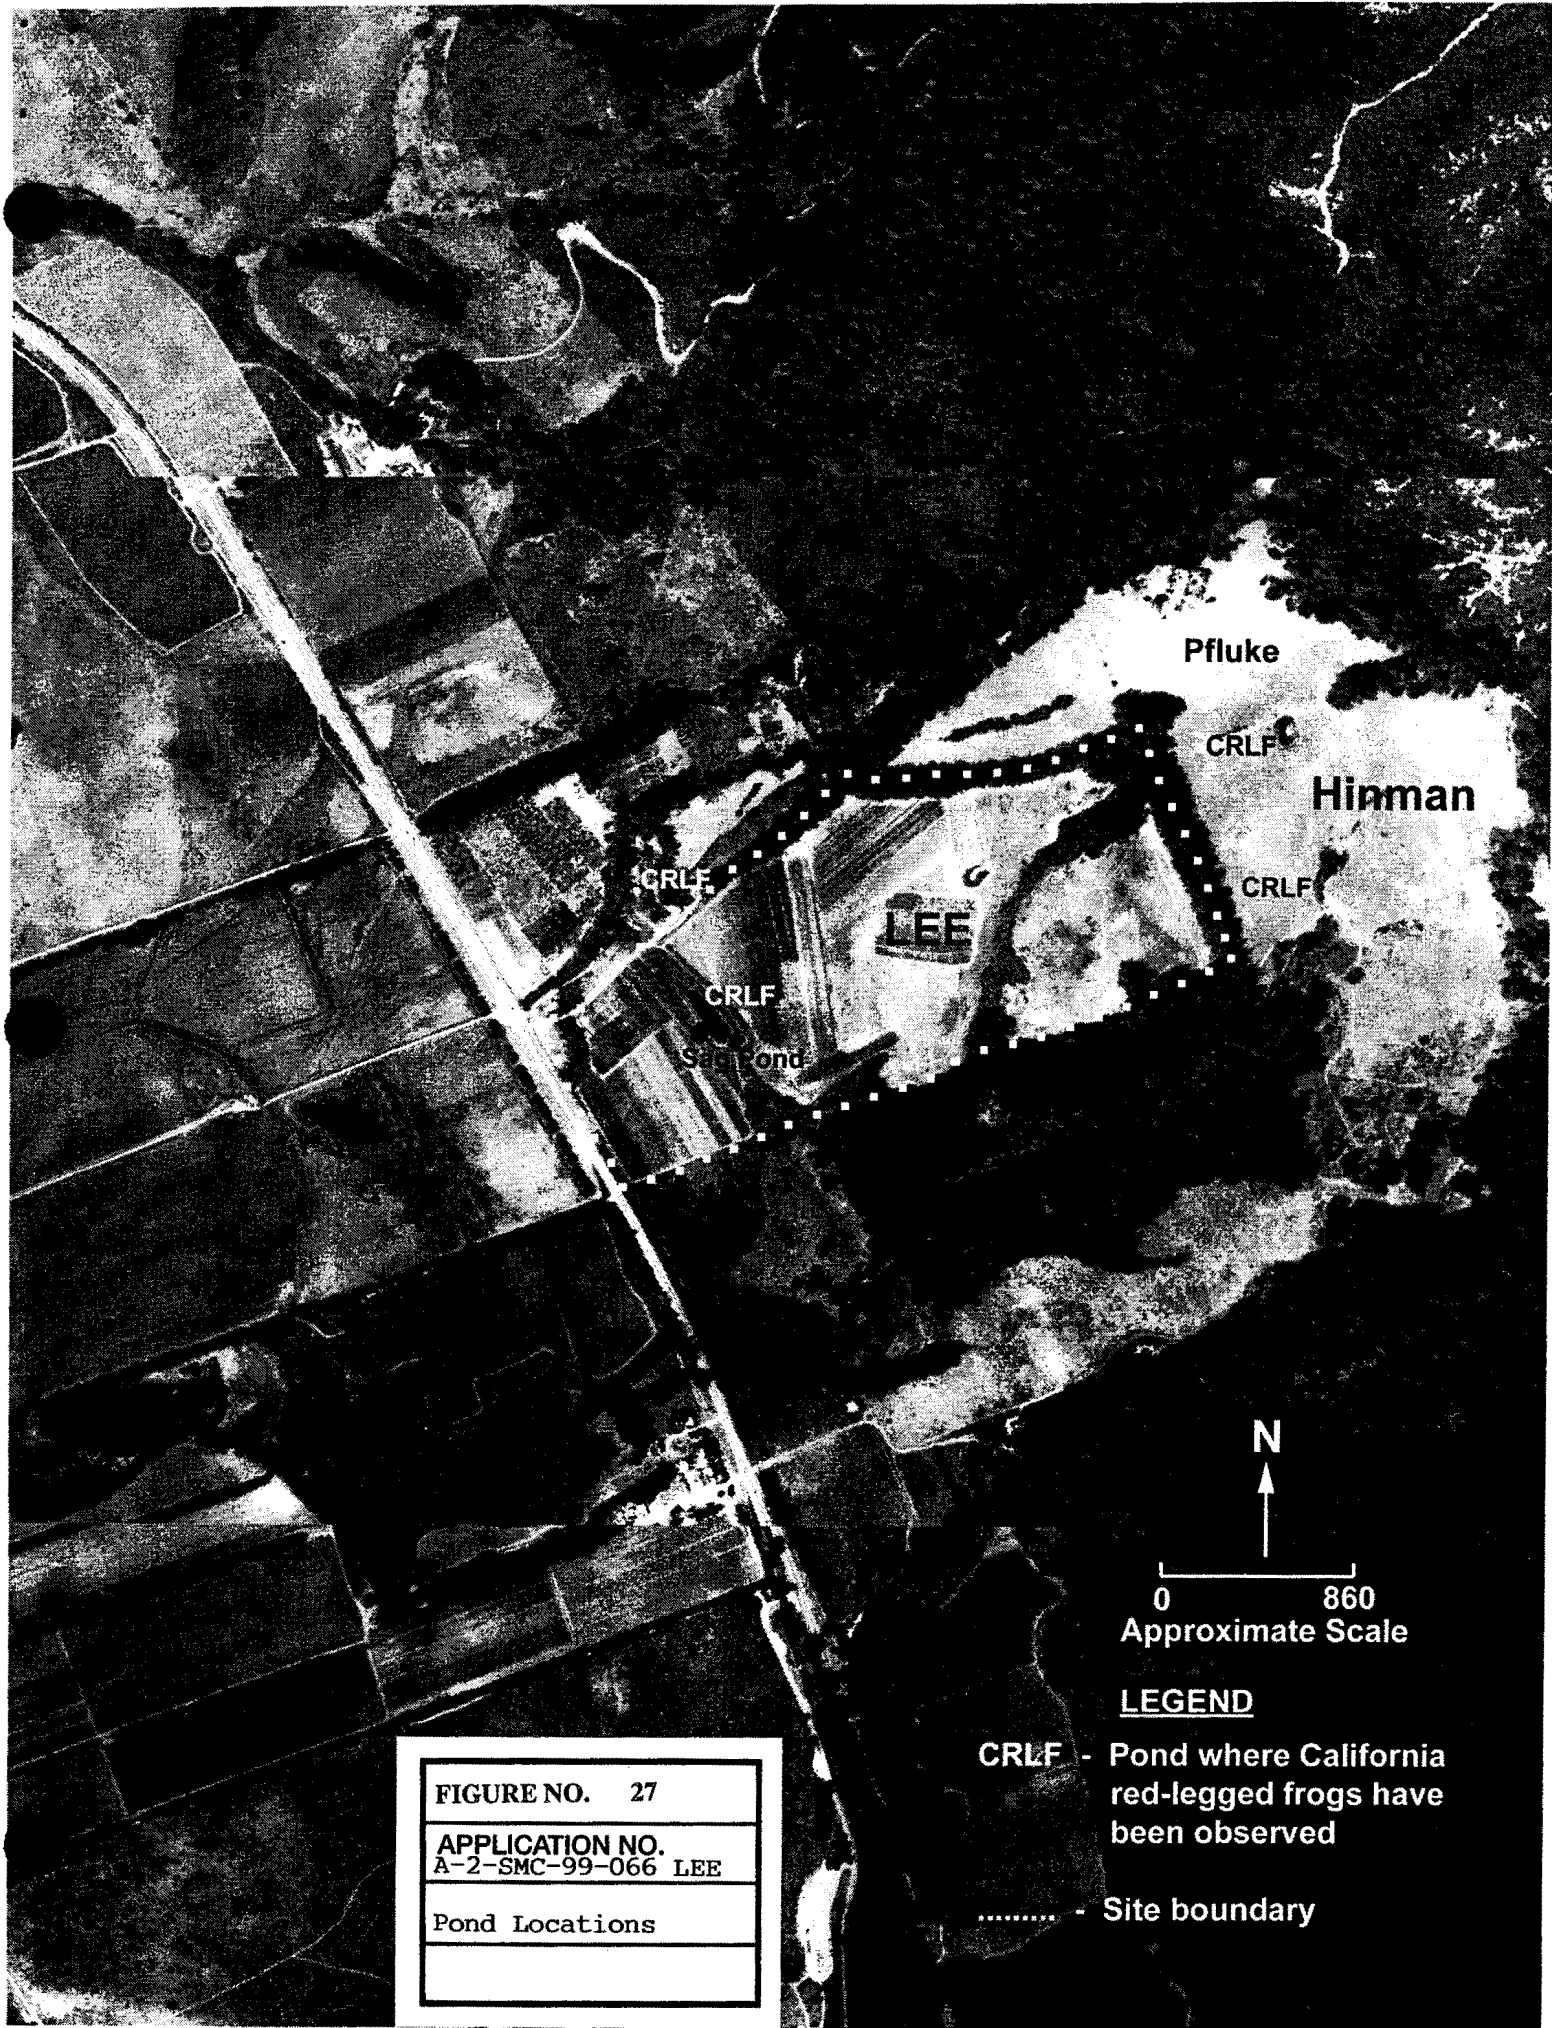 Pfluke
CRLF
Hinman
CRLF
CRLF
LEE
CRLF
Sag Pond
N
0 860
Approximate Scale
LEGEND
CRLF - Pond where California
red-legged frogs have
been observed
......... - Site boundary
FIGURE NO. 27
APPLICATION NO.
A-2-SMC-99-066 LEE
Pond Locations